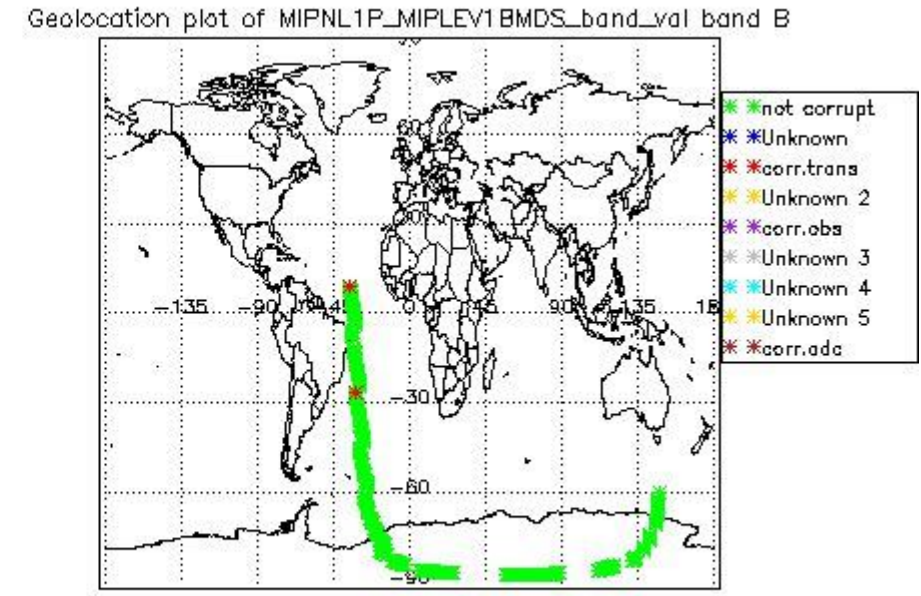 Geolocation plot of MIPNL1P_MIPLEV1BMDS_band_val band B
not corrupt
Unknown
corr.trans
Unknown 2
corr.obs
Unknown 3
Unknown 4
Unknown 5
corr.adc
60
-135 -90 0 45 90 135
-30
-60
-90